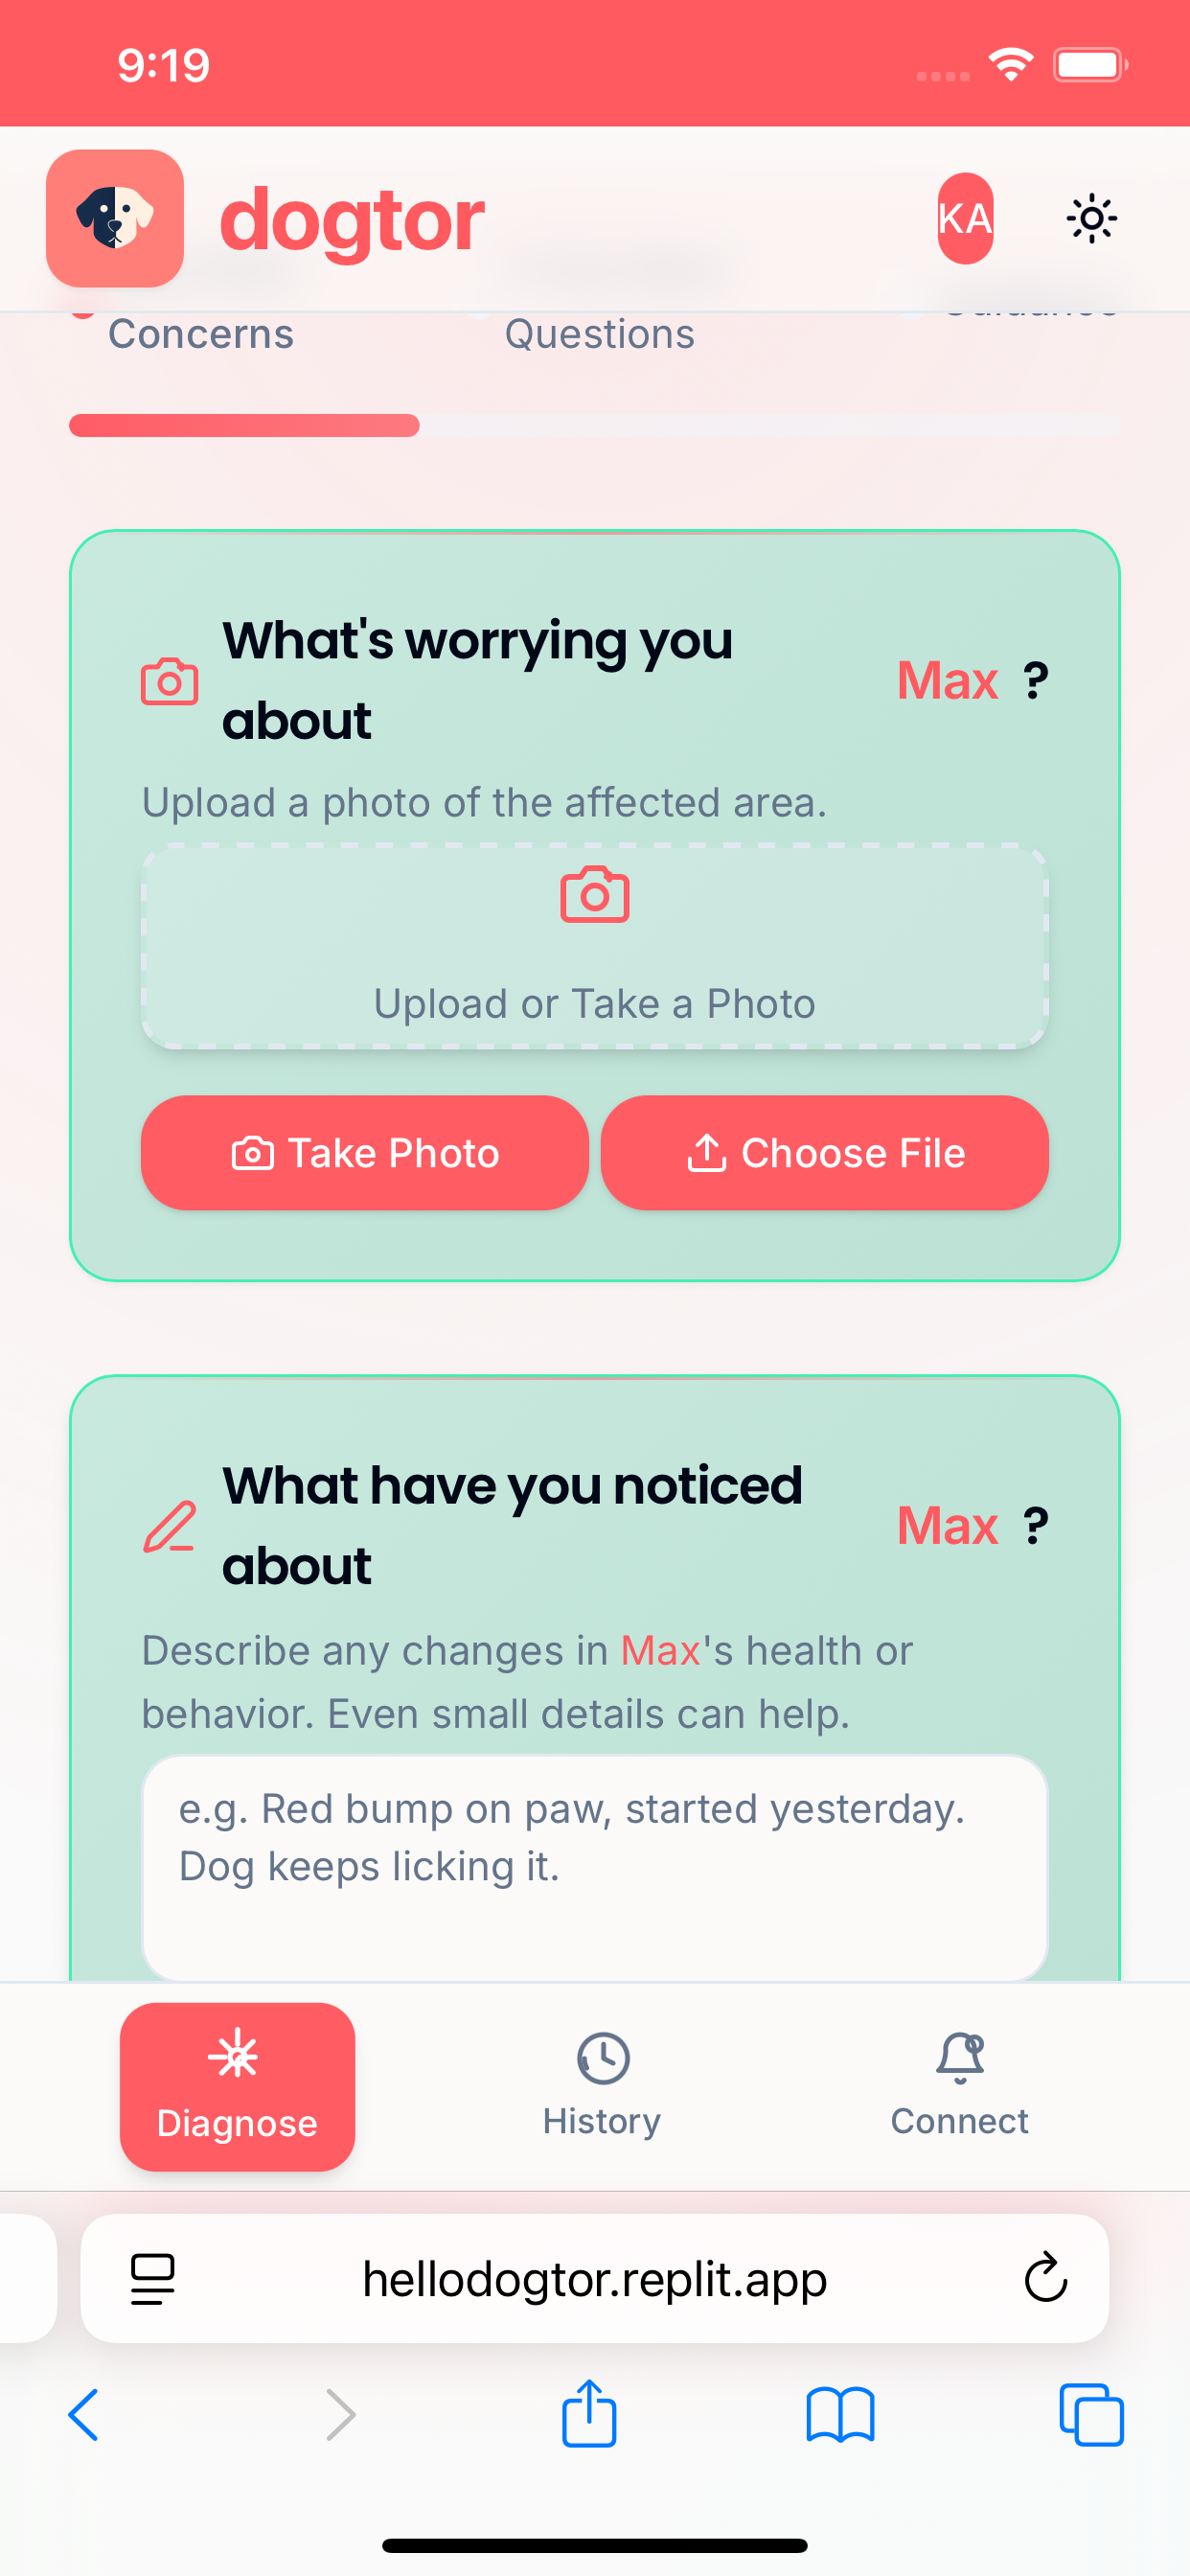 9:19
dogtor
KA
Concerns
Questions
Guidance
What's worrying you
about
Max ?
Upload a photo of the affected area.
Upload or Take a Photo
Take Photo
Choose File
What have you noticed
about
Max ?
Describe any changes in Max's health or
behavior. Even small details can help.
e.g. Red bump on paw, started yesterday.
Dog keeps licking it.
Diagnose
History
Connect
hellodogtor.replit.app